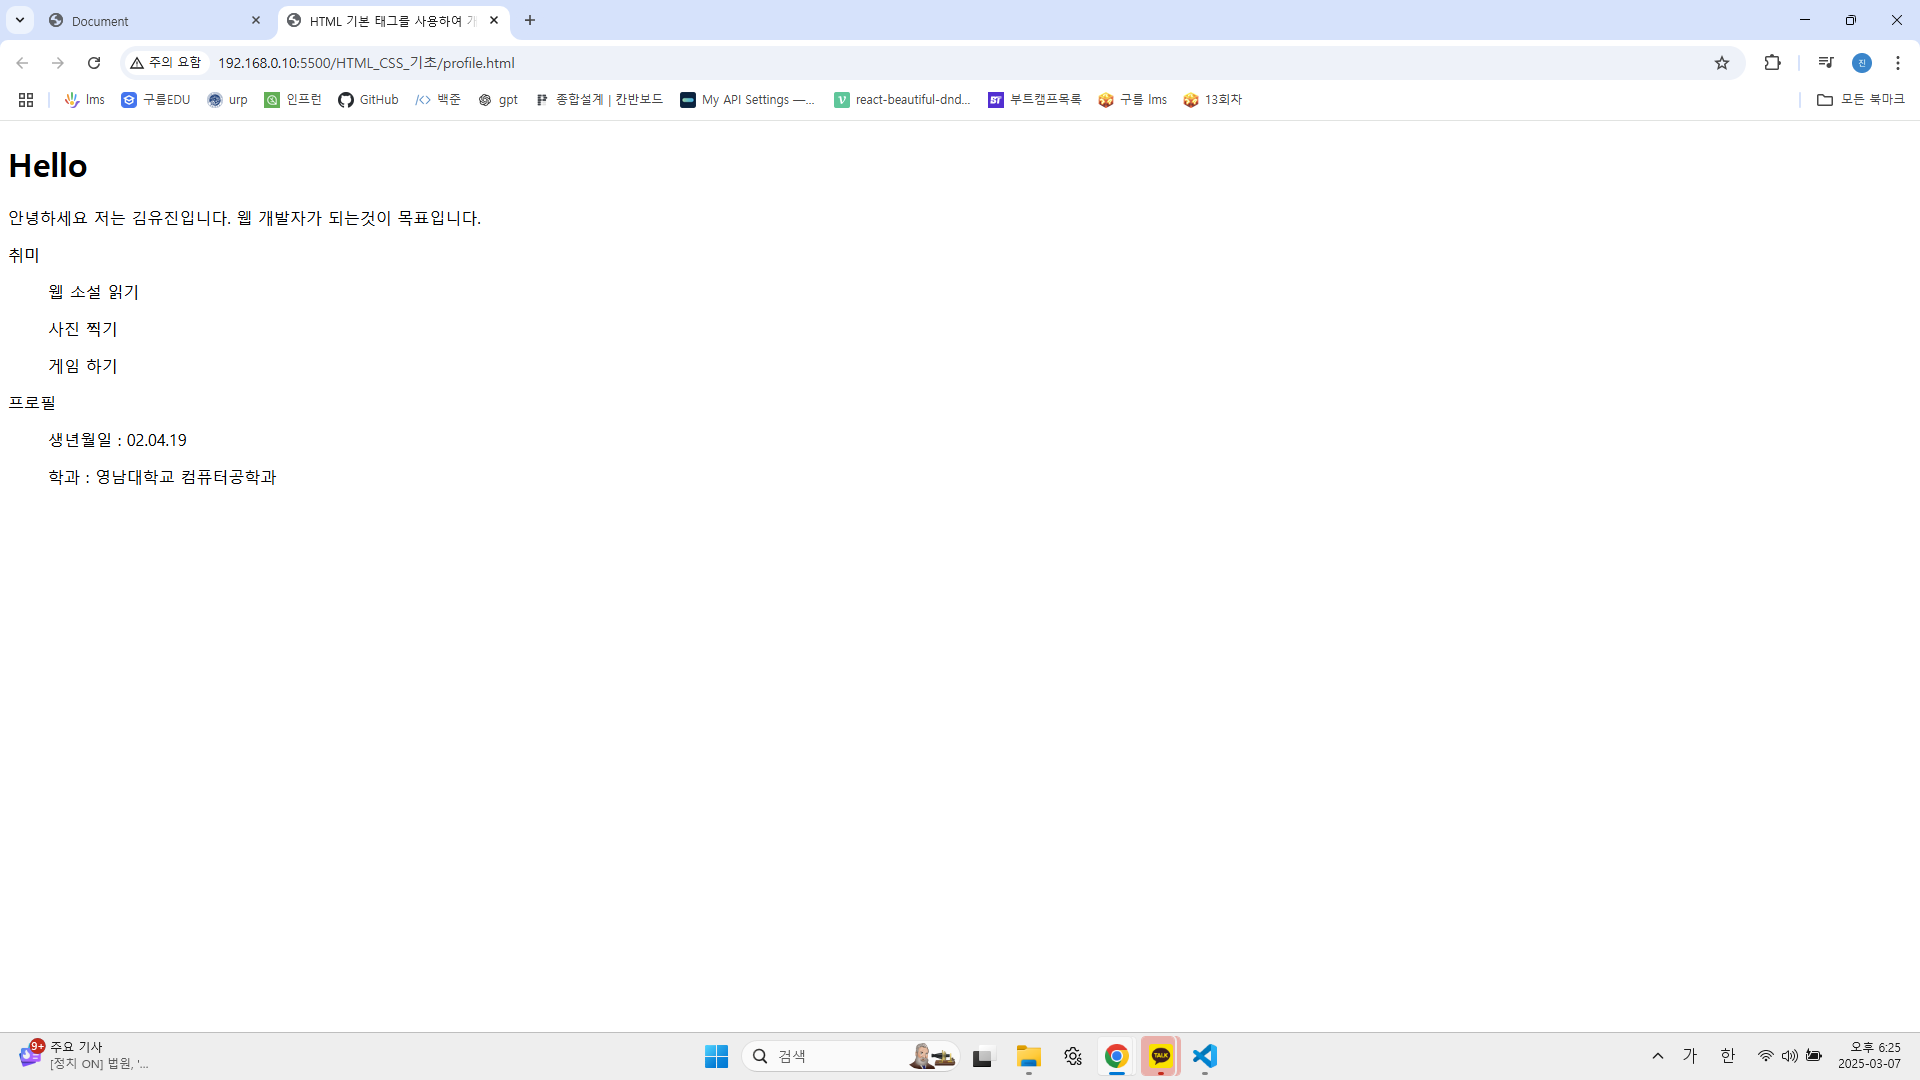 Document
HTML 기본 태그를 사용하여
주의 요함 192.168.0.10:5500/HTML_CSS_기초/profile.html
진
lms 구름EDU urp 인프런 GitHub 백준 gpt 종합설계 | 칸반보드 My API Settings —... react-beautiful-dnd... 부트캠프목록 구름 lms 13회차 모든 북마크
Hello
안녕하세요 저는 김유진입니다. 웹 개발자가 되는것이 목표입니다.
취미
웹 소설 읽기
사진 찍기
게임 하기
프로필
생년월일 : 02.04.19
학과 : 영남대학교 컴퓨터공학과
9+
주요 기사
[정치 ON] 법원, '...
검색
TALK
가 한
오후 6:25
2025-03-07